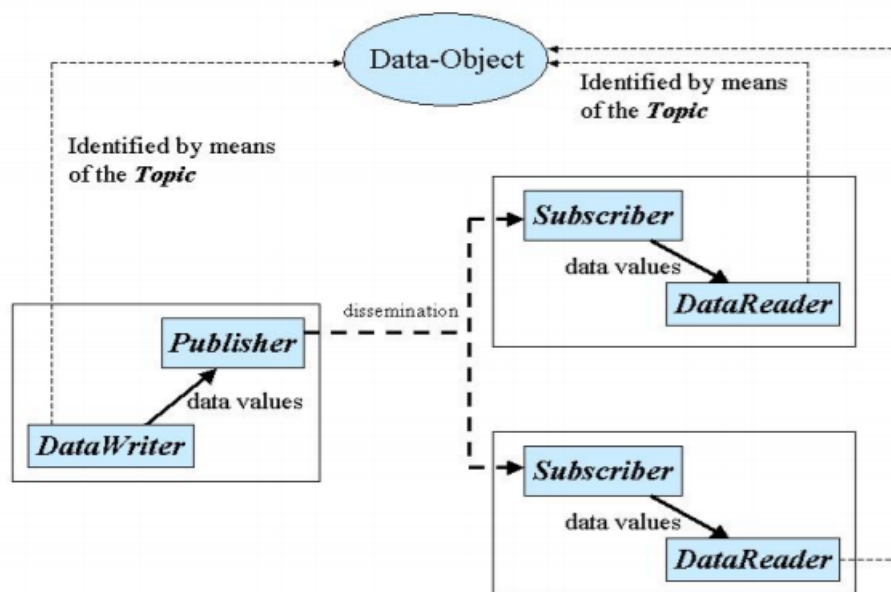 Data-Object
Identified by means
of the Topic
Identified by means
of the Topic
Subscriber
data values
DataReader
dissemination
Publisher
data values
DataWriter
Subscriber
data values
DataReader